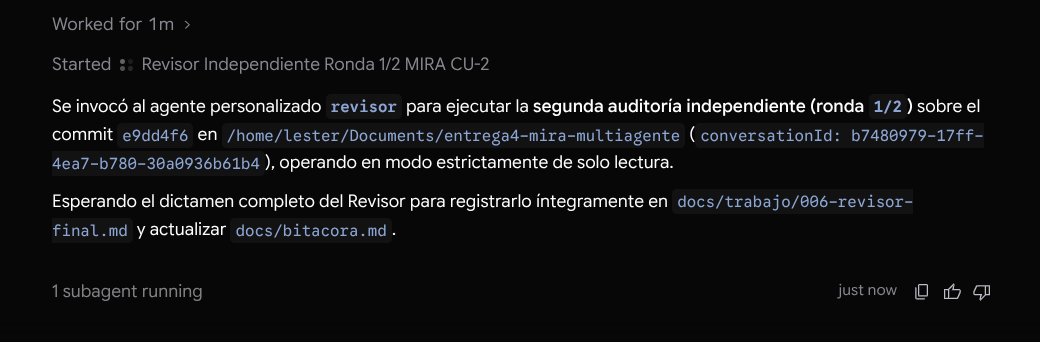 Worked for 1m >
Started Revisor Independiente Ronda 1/2 MIRA CU-2
Se invocó al agente personalizado revisor para ejecutar la segunda auditoría independiente (ronda 1/2) sobre el
commit e9dd4f6 en /home/lester/Documents/entrega4-mira-multiagente (conversationId: b7480979-17ff-
4ea7-b780-30a0936b61b4), operando en modo estrictamente de solo lectura.
Esperando el dictamen completo del Revisor para registrarlo íntegramente en docs/trabajo/006-revisor-
final.md y actualizar docs/bitacora.md.
1 subagent running
just now